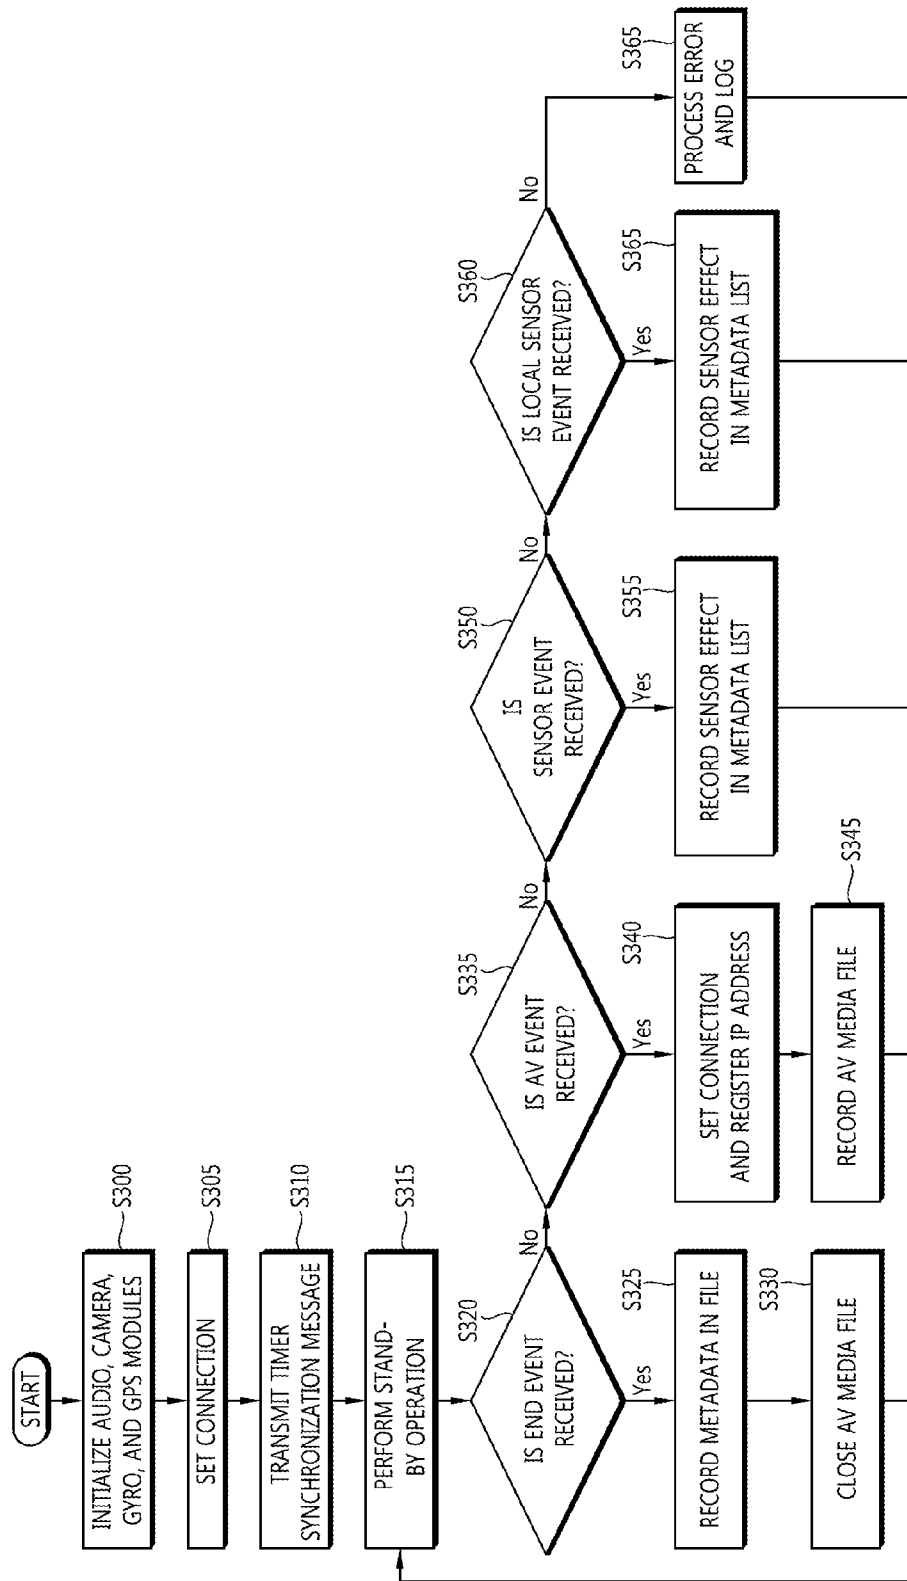 START
INITIALIZE AUDIO, CAMERA,
GYRO, AND GPS MODULES
S300
SET CONNECTION
S305
TRANSMIT TIMER
SYNCHRONIZATION MESSAGE
S310
PERFORM STAND-
BY OPERATION
S315
IS END EVENT
RECEIVED?
S320
No
Yes
RECORD METADATA IN FILE
S325
CLOSE AV MEDIA FILE
S330
IS AV EVENT
RECEIVED?
S335
No
Yes
SET CONNECTION
AND REGISTER IP ADDRESS
S340
RECORD AV MEDIA FILE
S345
IS
SENSOR EVENT
RECEIVED?
S350
No
Yes
RECORD SENSOR EFFECT
IN METADATA LIST
S355
IS LOCAL SENSOR
EVENT RECEIVED?
S360
No
Yes
RECORD SENSOR EFFECT
IN METADATA LIST
S365
PROCESS ERROR
AND LOG
S365